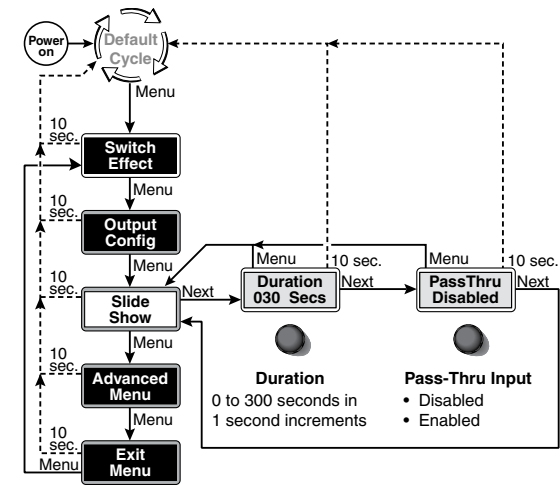 Power
on
Default
Cycle
Menu
10
sec.
Switch
Effect
Menu
10
sec.
Output
Config
Menu
10
sec.
Slide
Show
Next
Menu
Duration
030 Secs
10 sec.
Next
Menu
PassThru
Disabled
10 sec.
Next
Duration
0 to 300 seconds in
1 second increments
Pass-Thru Input
• Disabled
• Enabled
Menu
10
sec.
Advanced
Menu
Menu
10
sec.
Menu
Exit
Menu